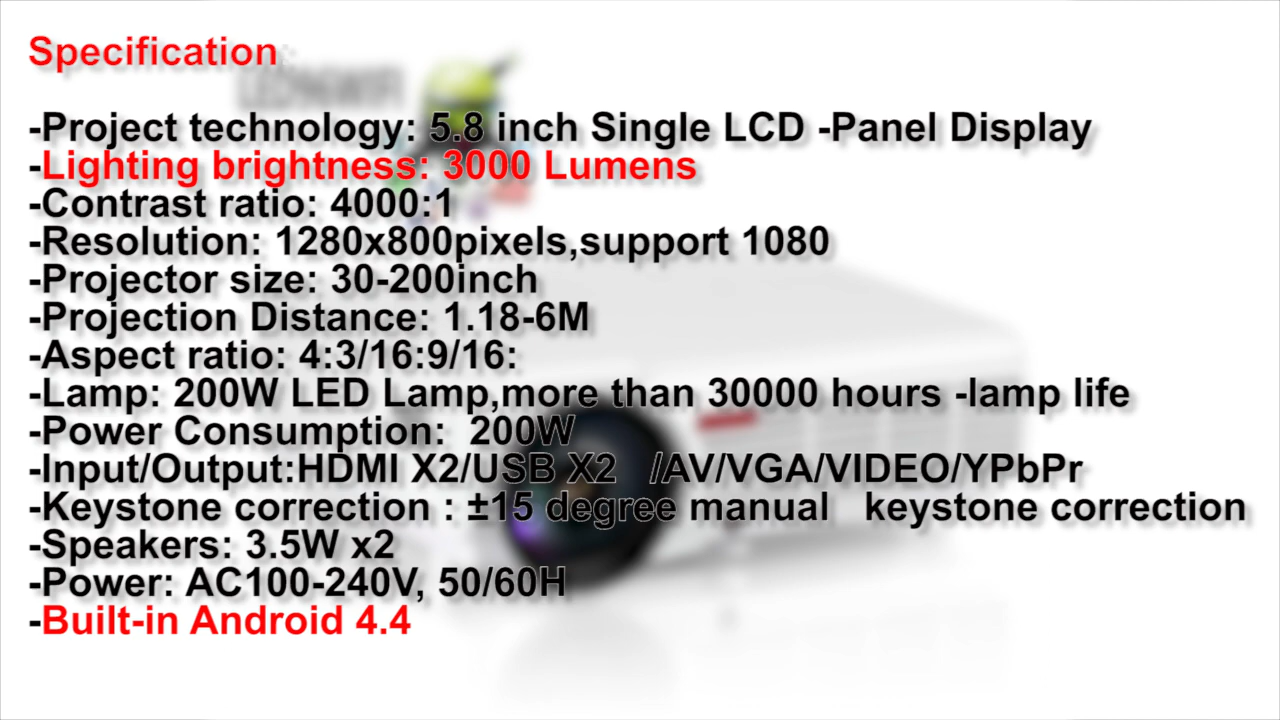 Specification:
-Project technology: 5.8 inch Single LCD -Panel Display
-Lighting brightness: 3000 Lumens
-Contrast ratio: 4000:1
-Resolution: 1280x800pixels,support 1080
-Projector size: 30-200inch
-Projection Distance: 1.18-6M
-Aspect ratio: 4:3/16:9/16:
-Lamp: 200W LED Lamp,more than 30000 hours -lamp life
-Power Consumption:  200W
-Input/Output:HDMI X2/USB X2   /AV/VGA/VIDEO/YPbPr
-Keystone correction : ±15 degree manual   keystone correction
-Speakers: 3.5W x2
-Power: AC100-240V, 50/60H
-Built-in Android 4.4